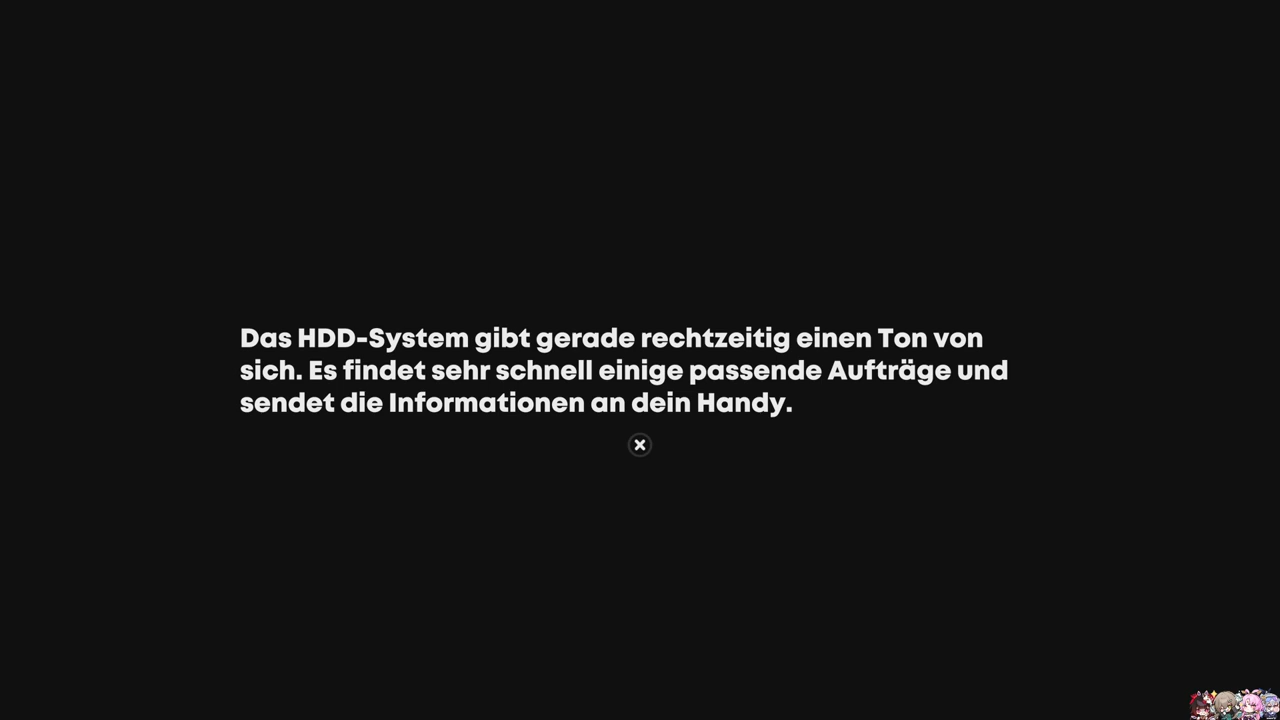 Das HDD-System gibt gerade rechtzeitig einen Ton von
sich. Es findet sehr schnell einige passende Aufträge und
sendet die Informationen an dein Handy.